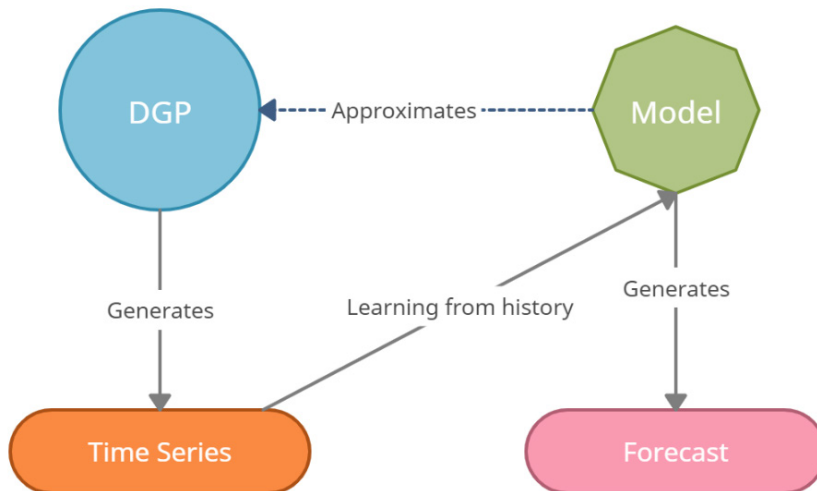 DGP
Approximates
Model
Generates
Learning from history
Generates
Time Series
Forecast